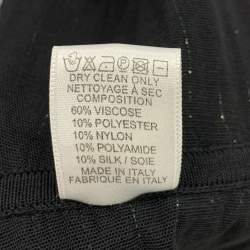 DRY CLEAN ONLY
NETTOYAGE À SEC
COMPOSITION
60% VISCOSE
10% POLYESTER
10% NYLON
10% POLYAMIDE
10% SILK / SOIE
MADE IN ITALY
FABRIQUE EN ITALY